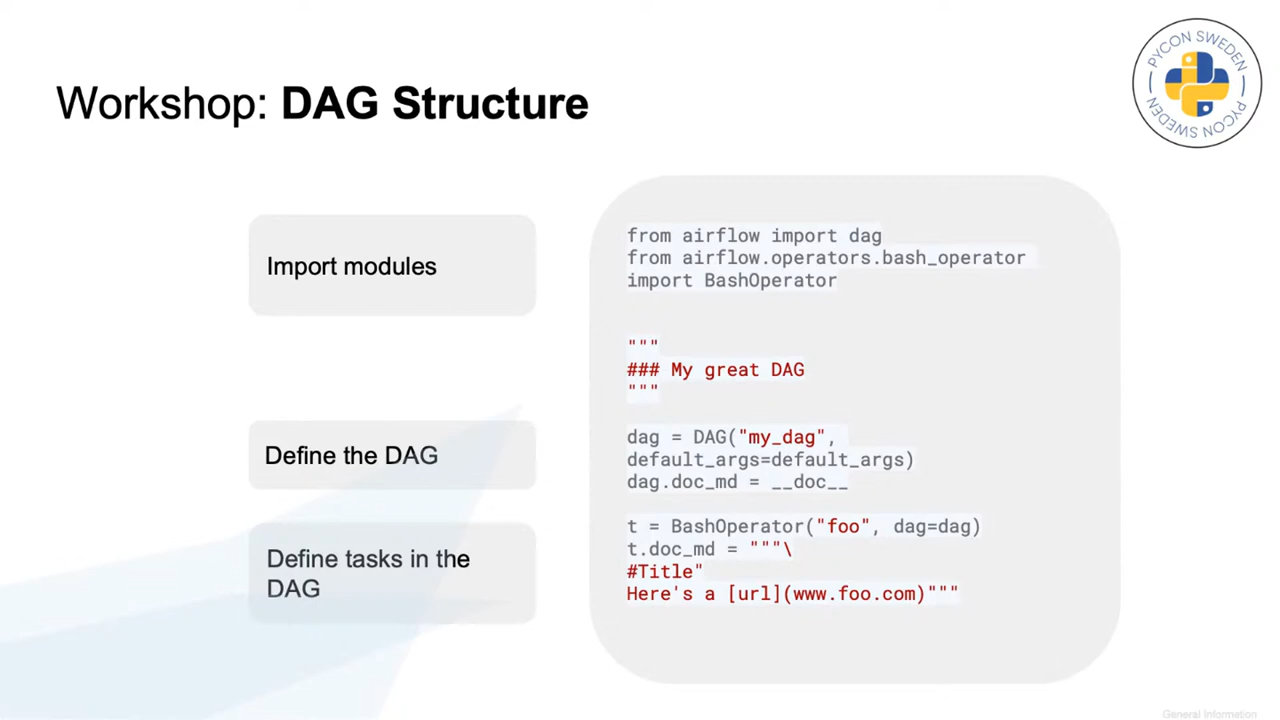 Workshop: DAG Structure
PYCON SWEDEN
PYCON SWEDEN
Import modules
from airflow import dag
from airflow.operators.bash_operator
import BashOperator
"""
### My great DAG
"""
Define the DAG
dag = DAG("my_dag",
default_args=default_args)
dag.doc_md = __doc__
Define tasks in the
DAG
t = BashOperator("foo", dag=dag)
t.doc_md = """\
#Title"
Here's a [url](www.foo.com)"""
General Information